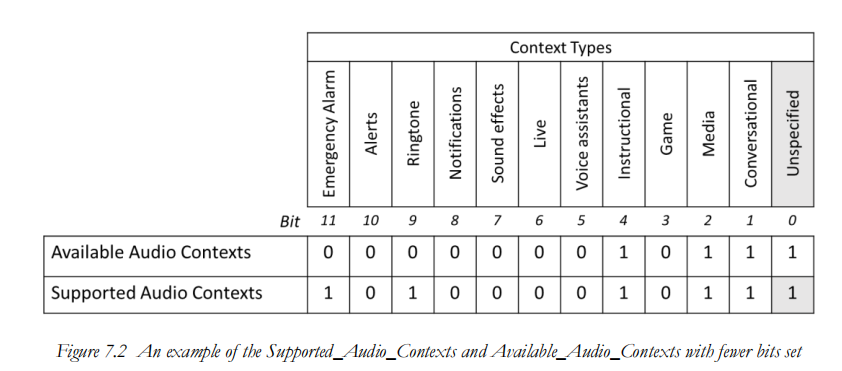 Context Types
Emergency Alarm
Alerts
Ringtone
Notifications
Sound effects
Live
Voice assistants
Instructional
Game
Media
Conversational
Unspecified
Bit 11 10 9 8 7 6 5 4 3 2 1 0
Available Audio Contexts 0 0 0 0 0 0 0 1 0 1 1 1
Supported Audio Contexts 1 0 1 0 0 0 0 1 0 1 1 1
Figure 7.2 An example of the Supported_Audio_Contexts and Available_Audio_Contexts with fewer bits set